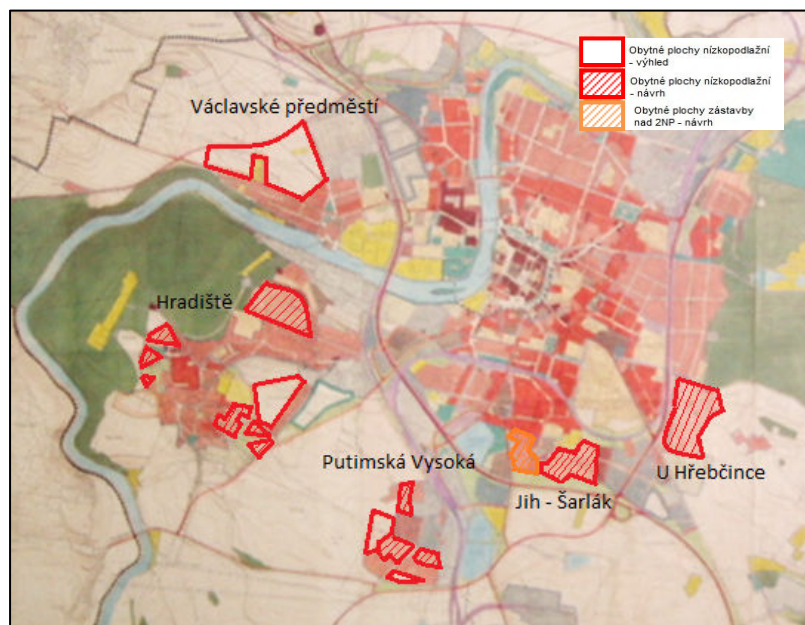 Obytné plochy nízkopodlažní
- výhled
Obytné plochy nízkopodlažní
- návrh
Obytné plochy zástavby
nad 2NP - návrh
Václavské předměstí
Hradiště
Putimská Vysoká
U Hřebčince
Jih - Šarlák